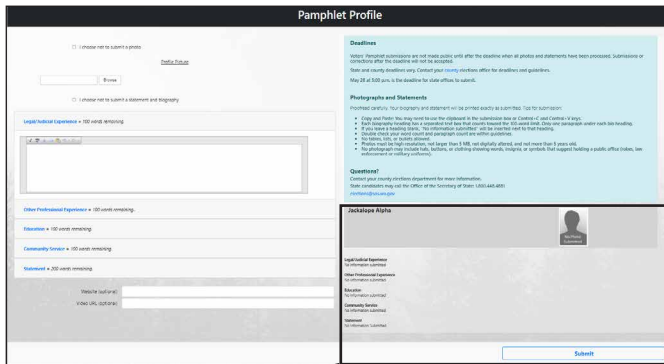 Pamphlet Profile
I choose not to submit a photo
Profile Picture
Browse
I choose not to submit a statement and biography
Legal/Judicial Experience • 100 words remaining.
Other Professional Experience • 100 words remaining.
Education • 100 words remaining.
Community Service • 100 words remaining.
Statement • 200 words remaining.
Website (optional)
Video URL (optional)
Deadlines
Voters' Pamphlet submissions are not made public until after the deadline when all photos and statements have been processed. Submissions or
corrections after the deadline will not be accepted.
State and county deadlines vary. Contact your county elections office for deadlines and guidelines.
May 20 at 5:00 p.m. is the deadline for state offices to submit.
Photographs and Statements
Proofread carefully. Your biography and statement will be printed exactly as submitted. Tips for submission:
• Copy and Paste: You may need to use the clipboard in the submission box or Control-C and Control-V keys.
• Each biography heading has a separate text box that counts towards the 100-word limit. Only one paragraph under each bio heading.
• If you leave a heading blank, "No information submitted" will be inserted next to that heading.
• Double check your word count and paragraph count are within guidelines.
• No tables, lists, or bullets allowed.
• Photos must be high resolution, not larger than 5 MB, not digitally altered, and not more than 5 years old.
• No photograph may include hats, buttons, or clothing showing words, insignia, or symbols that suggest holding a public office (robes, law
enforcement or military uniforms).
Questions?
Contact your county elections department for more information.
State candidates may call the Office of the Secretary of State: 1.800.448.4881
Jackalope Alpha
No Photo
Submitted
Legal/Judicial Experience
No information submitted
Other Professional Experience
No information submitted
Education
No information submitted
Community Service
No information submitted
Statement
No information submitted
Submit